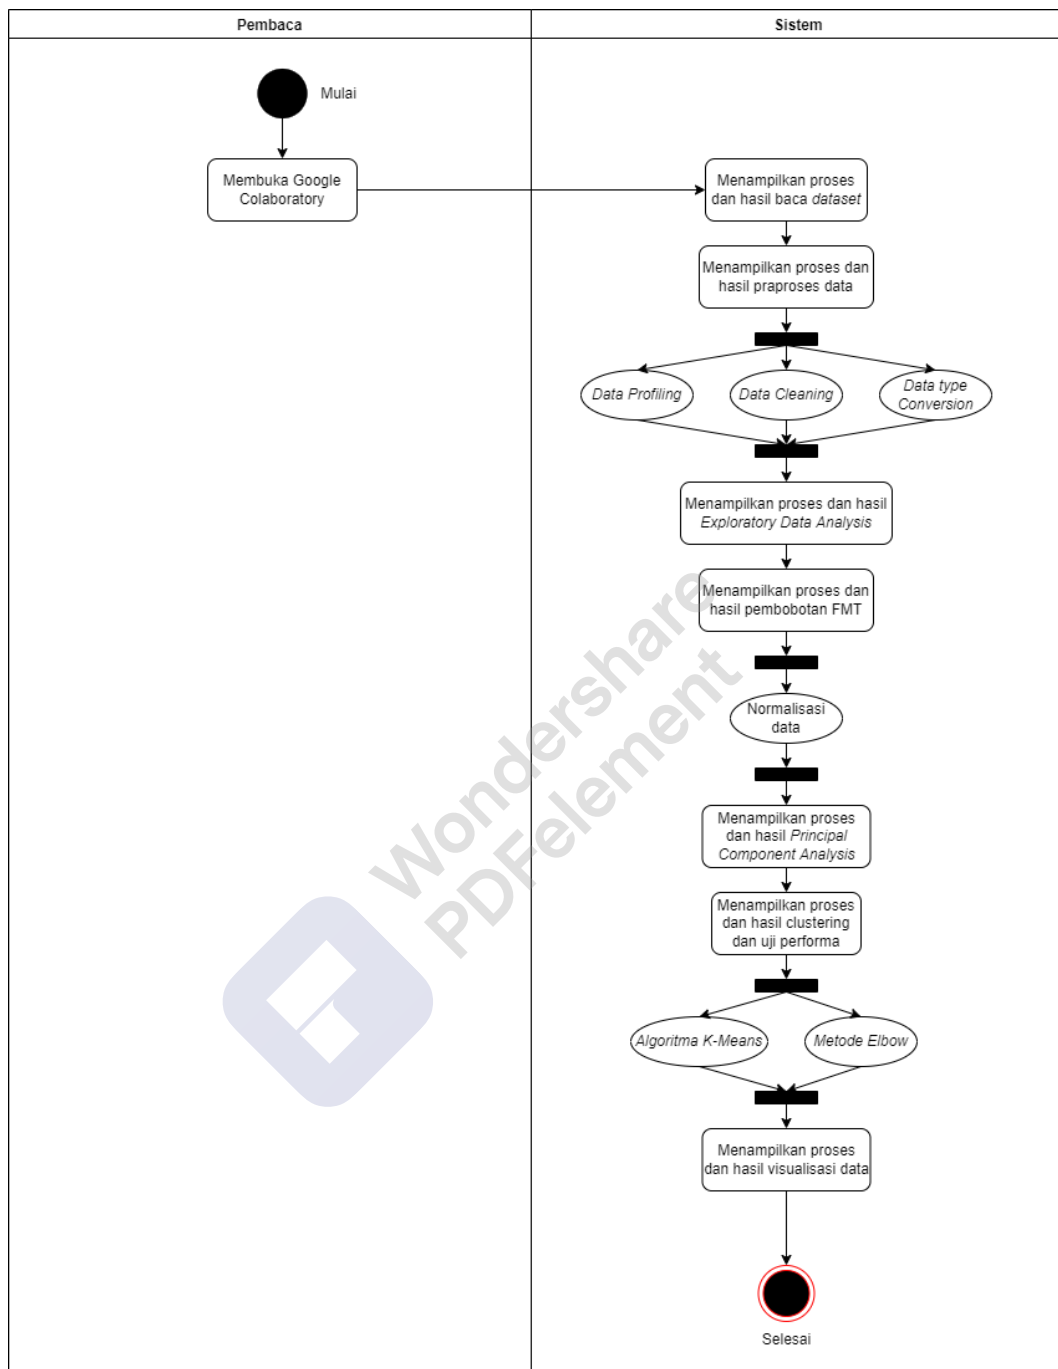 Pembaca
Sistem
Mulai
Membuka Google
Colaboratory
Menampilkan proses
dan hasil baca dataset
Menampilkan proses dan
hasil praproses data
Data Profiling
Data Cleaning
Data type
Conversion
Menampilkan proses dan hasil
Exploratory Data Analysis
Menampilkan proses dan
hasil pembobotan FMT
Normalisasi
data
Menampilkan proses
dan hasil Principal
Component Analysis
Menampilkan proses
dan hasil clustering
dan uji performa
Algoritma K-Means
Metode Elbow
Menampilkan proses
dan hasil visualisasi data
Selesai
Wondershare
PDFelement